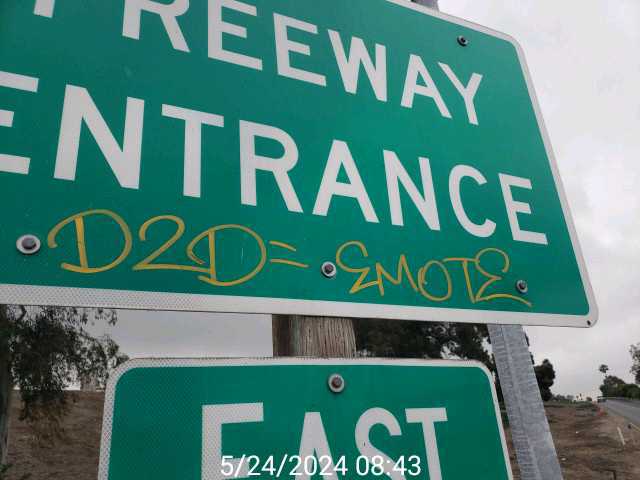 FREEWAY
ENTRANCE
D2D= EMOTE
EAST
5/24/2024 08:43